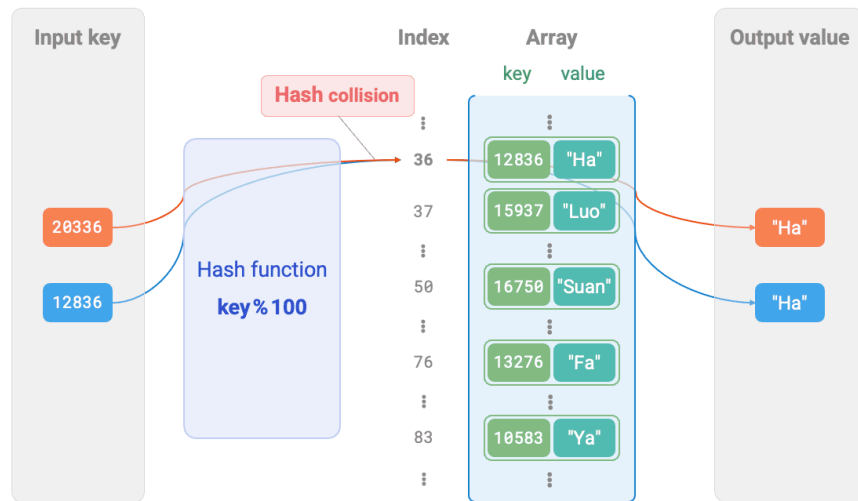 Input key
Index
Array
Output value
key value
Hash collision
36
12836 "Ha"
37
15937 "Luo"
20336
"Ha"
Hash function
key % 100
50
16750 "Suan"
12836
"Ha"
76
13276 "Fa"
83
10583 "Ya"